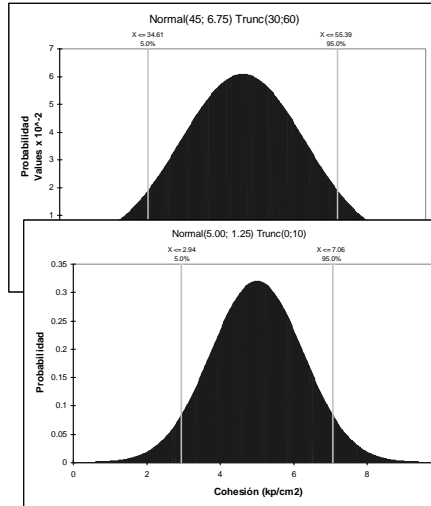 Normal(45; 6.75) Trunc(30;60)
X <= 34.61
5.0%
X <= 55.39
95.0%
Probabilidad
Values x 10^-2
7
6
5
4
3
2
1
Normal(5.00; 1.25) Trunc(0;10)
X <= 2.94
5.0%
X <= 7.06
95.0%
Probabilidad
0.35
0.3
0.25
0.2
0.15
0.1
0.05
0
0 2 4 6 8
Cohesión (kp/cm2)